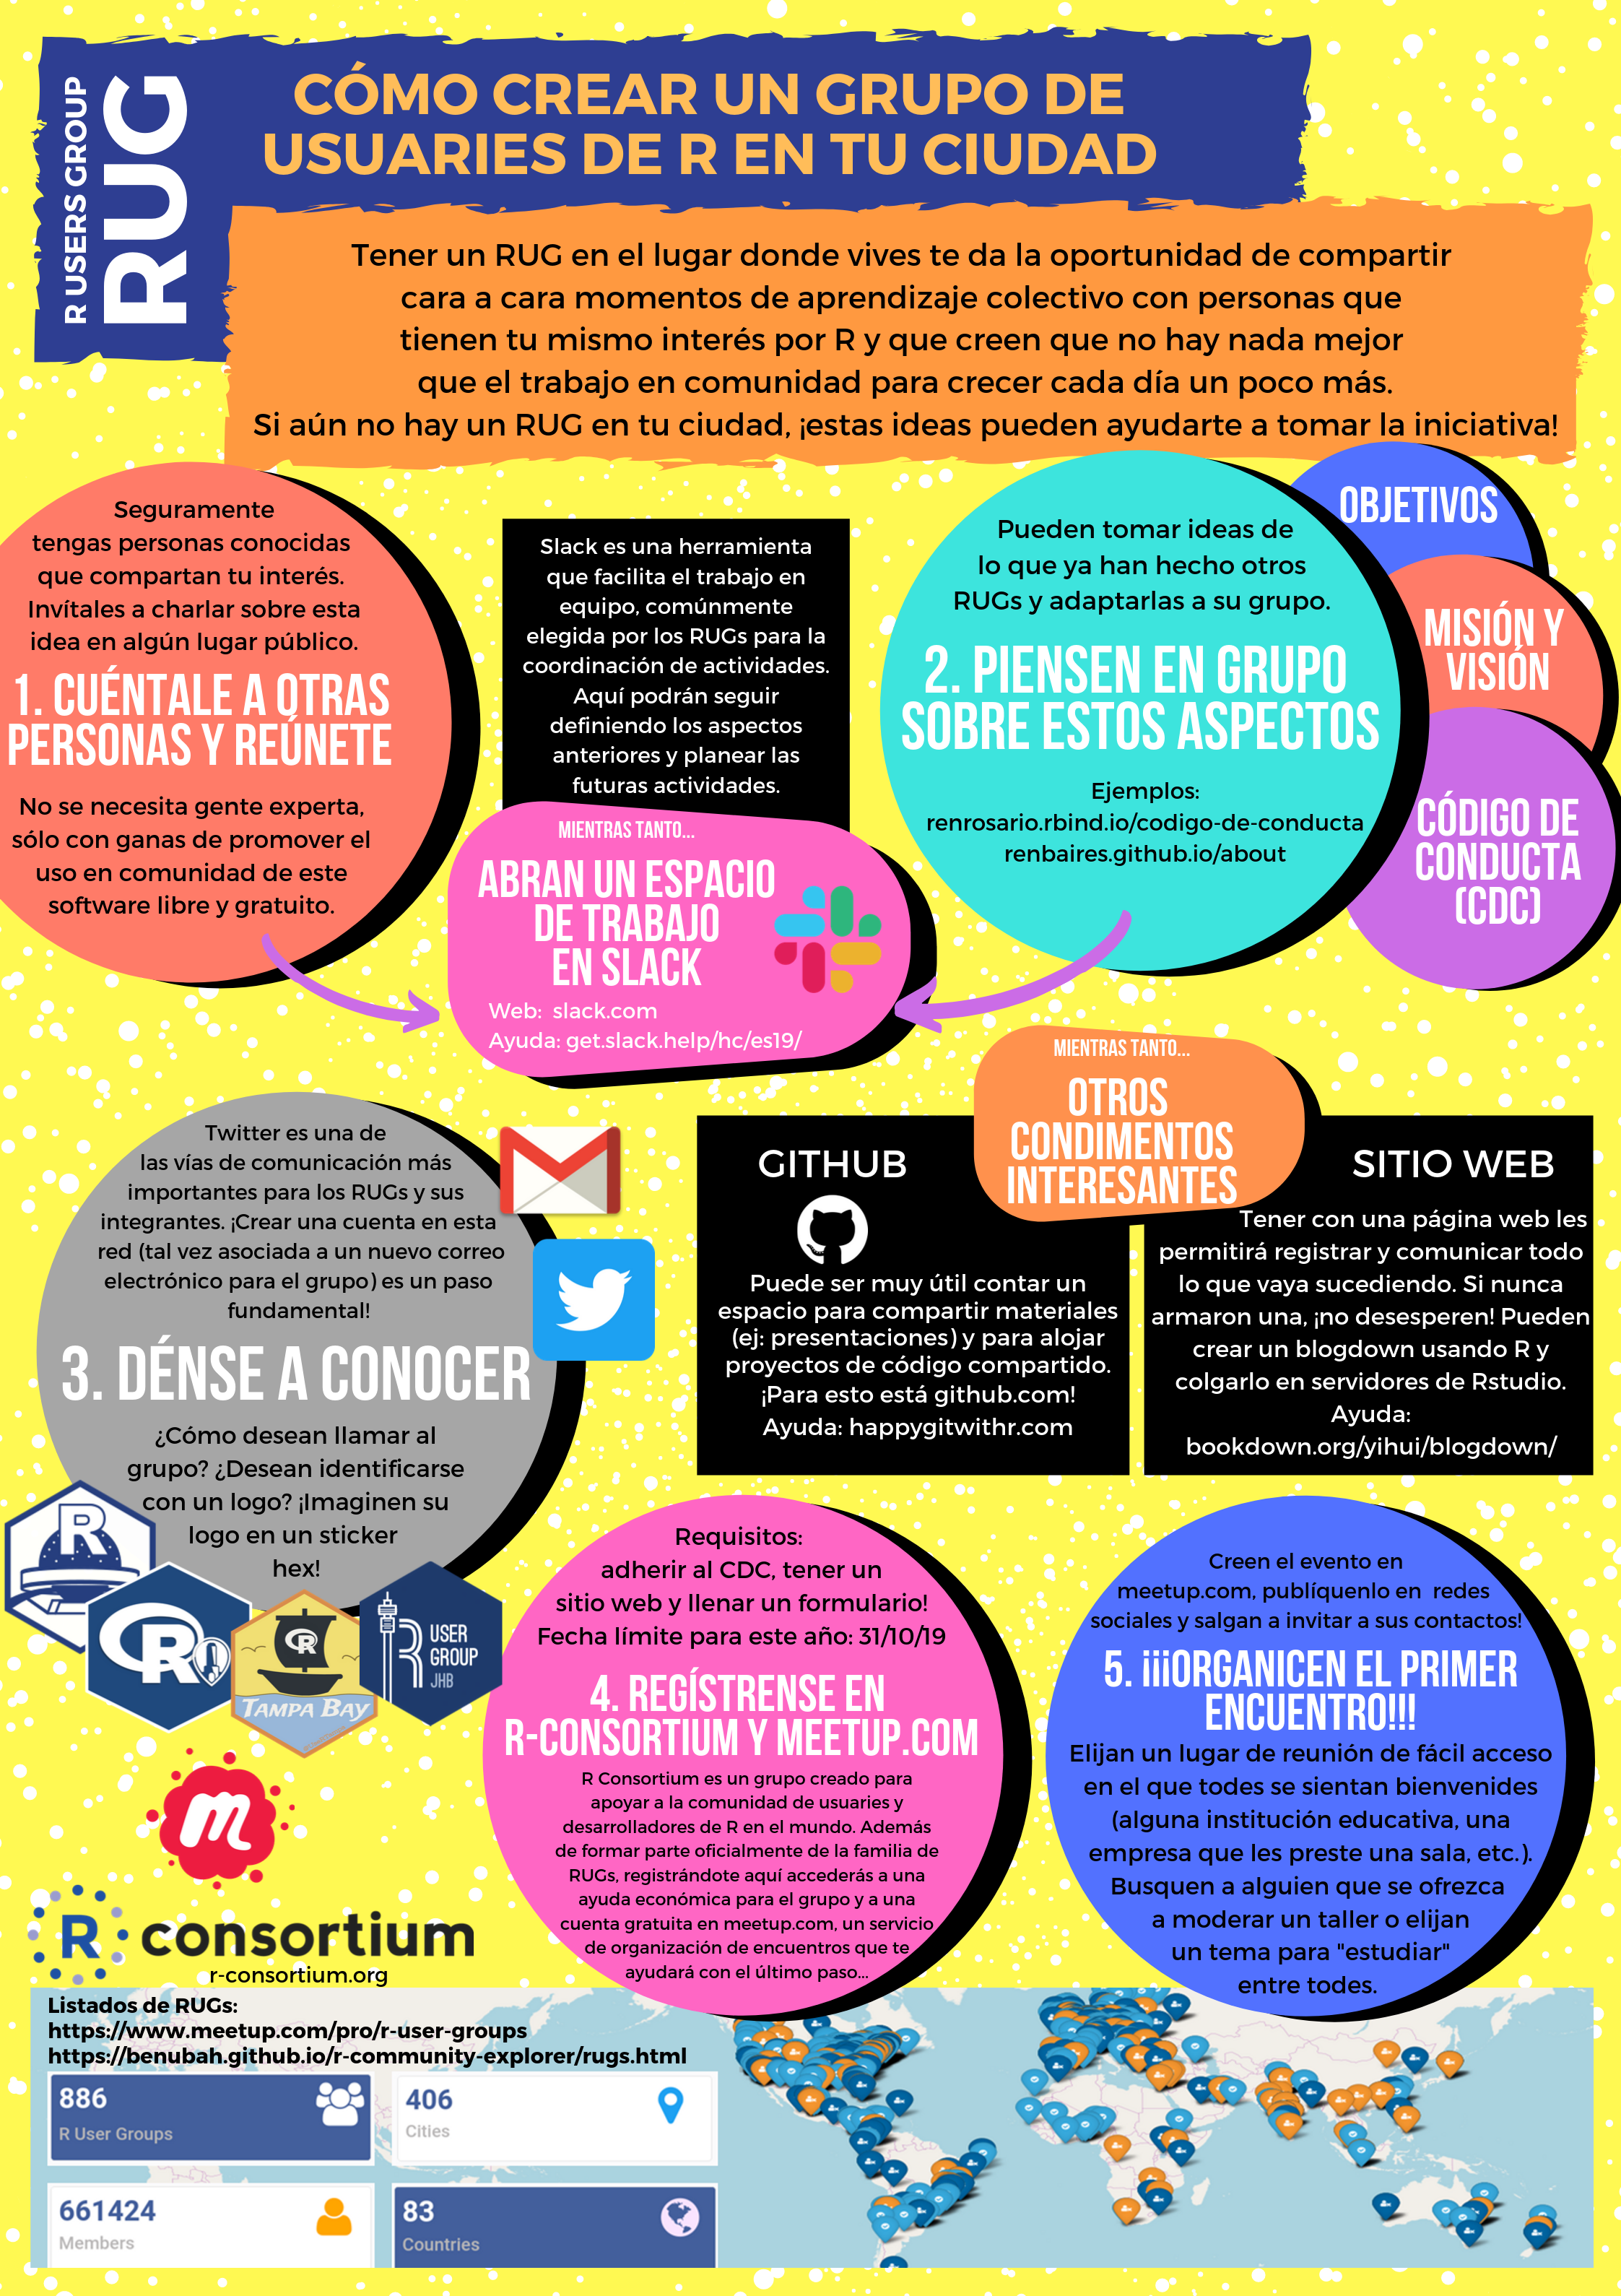 R USERS GROUP
RUG
CÓMO CREAR UN GRUPO DE
USUARIES DE R EN TU CIUDAD
Tener un RUG en el lugar donde vives te da la oportunidad de compartir
cara a cara momentos de aprendizaje colectivo con personas que
tienen tu mismo interés por R y que creen que no hay nada mejor
que el trabajo en comunidad para crecer cada día un poco más.
Si aún no hay un RUG en tu ciudad, ¡estas ideas pueden ayudarte a tomar la iniciativa!
Seguramente
tengas personas conocidas
que compartan tu interés.
Invítales a charlar sobre esta
idea en algún lugar público.
1. CUÉNTALE A OTRAS
PERSONAS Y REÚNETE
No se necesita gente experta,
sólo con ganas de promover el
uso en comunidad de este
software libre y gratuito.
Slack es una herramienta
que facilita el trabajo en
equipo, comúnmente
elegida por los RUGs para la
coordinación de actividades.
Aquí podrán seguir
definiendo los aspectos
anteriores y planear las
futuras actividades.
MIENTRAS TANTO...
ABRAN UN ESPACIO
DE TRABAJO
EN SLACK
Web: slack.com
Ayuda: get.slack.help/hc/es19/
Pueden tomar ideas de
lo que ya han hecho otros
RUGs y adaptarlas a su grupo.
2. PIENSEN EN GRUPO
SOBRE ESTOS ASPECTOS
Ejemplos:
renrosario.rbind.io/codigo-de-conducta
renbaires.github.io/about
OBJETIVOS
MISIÓN Y
VISIÓN
CÓDIGO DE
CONDUCTA
(CDC)
Twitter es una de
las vías de comunicación más
importantes para los RUGs y sus
integrantes. ¡Crear una cuenta en esta
red (tal vez asociada a un nuevo correo
electrónico para el grupo) es un paso
fundamental!
3. DÉNSE A CONOCER
¿Cómo desean llamar al
grupo? ¿Desean identificarse
con un logo? ¡Imaginen su
logo en un sticker
hex!
R
R
R
TAMPA BAY
R USER
GROUP
JHB
MIENTRAS TANTO...
OTROS
CONDIMENTOS
INTERESANTES
GITHUB
Puede ser muy útil contar un
espacio para compartir materiales
(ej: presentaciones) y para alojar
proyectos de código compartido.
¡Para esto está github.com!
Ayuda: happygitwithr.com
SITIO WEB
Tener con una página web les
permitirá registrar y comunicar todo
lo que vaya sucediendo. Si nunca
armaron una, ¡no desesperen! Pueden
crear un blogdown usando R y
colgarlo en servidores de Rstudio.
Ayuda:
bookdown.org/yihui/blogdown/
Requisitos:
adherir al CDC, tener un
sitio web y llenar un formulario!
Fecha límite para este año: 31/10/19
4. REGÍSTRENSE EN
R-CONSORTIUM Y MEETUP.COM
R Consortium es un grupo creado para
apoyar a la comunidad de usuaries y
desarrolladores de R en el mundo. Además
de formar parte oficialmente de la familia de
RUGs, registrándote aquí accederás a una
ayuda económica para el grupo y a una
cuenta gratuita en meetup.com, un servicio
de organización de encuentros que te
ayudará con el último paso...
Creen el evento en
meetup.com, publíquenlo en redes
sociales y salgan a invitar a sus contactos!
5. ¡¡¡ORGANICEN EL PRIMER
ENCUENTRO!!!
Elijan un lugar de reunión de fácil acceso
en el que todes se sientan bienvenides
(alguna institución educativa, una
empresa que les preste una sala, etc.).
Busquen a alguien que se ofrezca
a moderar un taller o elijan
un tema para "estudiar"
entre todes.
m
R consortium
r-consortium.org
Listados de RUGs:
https://www.meetup.com/pro/r-user-groups
https://benubah.github.io/r-community-explorer/rugs.html
886
R User Groups
406
Cities
661424
Members
83
Countries